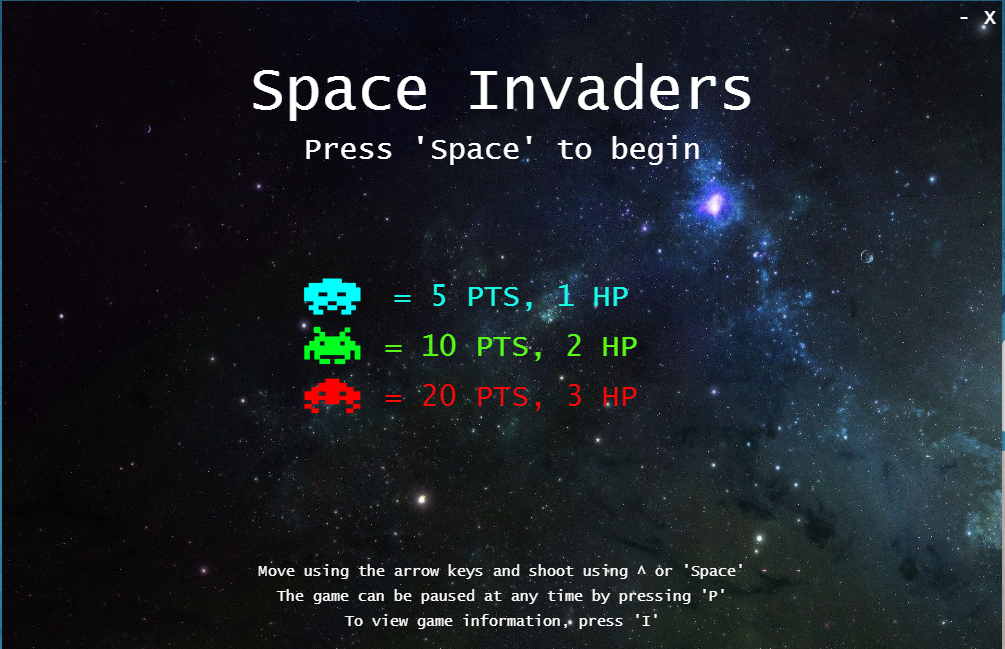 - X
Space Invaders
Press 'Space' to begin
= 5 PTS, 1 HP
= 10 PTS, 2 HP
= 20 PTS, 3 HP
Move using the arrow keys and shoot using ^ or 'Space'
The game can be paused at any time by pressing 'P'
To view game information, press 'I'